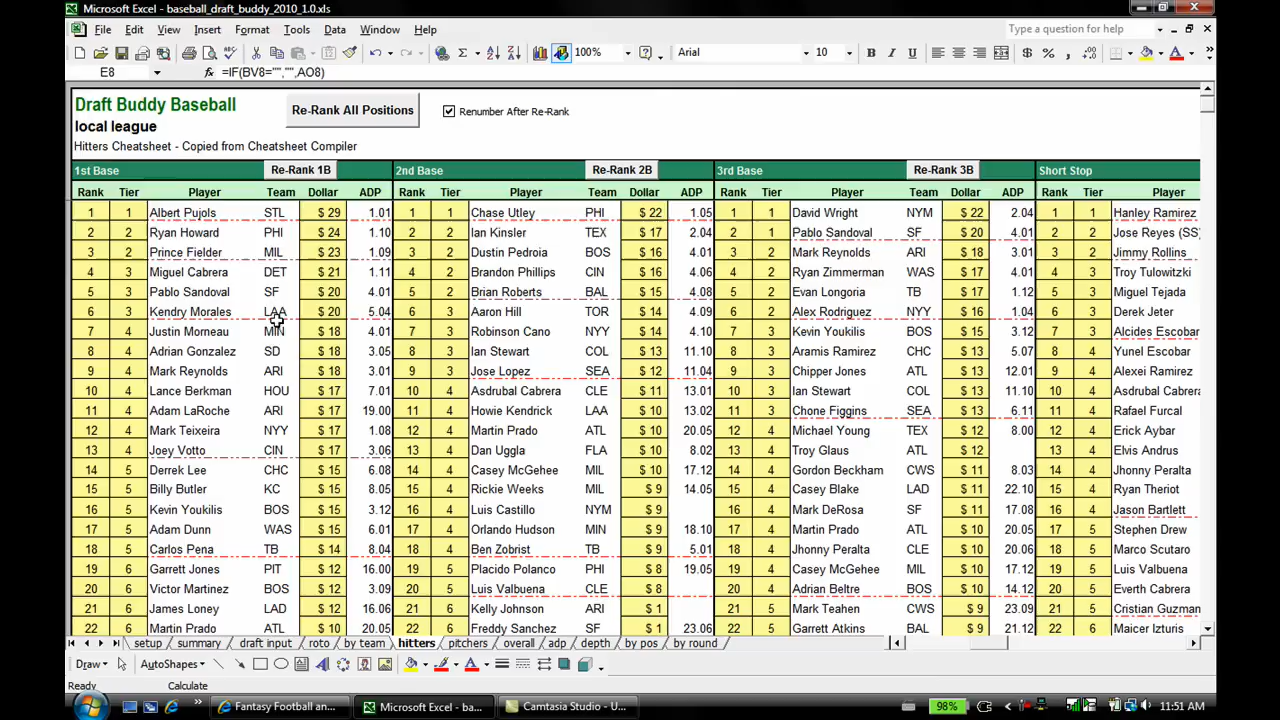 Microsoft Excel - baseball_draft_buddy_2010_1.0.xls
File Edit View Insert Format Tools Data Window Help Type a question for help
100% Arial 10 B I U
E8 fx =IF(BV8="","",AO8)
Draft Buddy Baseball Re-Rank All Positions Renumber After Re-Rank
local league
Hitters Cheatsheet - Copied from Cheatsheet Compiler
1st Base Re-Rank 1B 2nd Base Re-Rank 2B 3rd Base Re-Rank 3B Short Stop
Rank Tier Player Team Dollar ADP Rank Tier Player Team Dollar ADP Rank Tier Player Team Dollar ADP Rank Tier Player
1 1 Albert Pujols STL $ 29 1.01 1 1 Chase Utley PHI $ 22 1.05 1 1 David Wright NYM $ 22 2.04 1 1 Hanley Ramirez
2 2 Ryan Howard PHI $ 24 1.10 2 2 Ian Kinsler TEX $ 17 2.04 2 1 Pablo Sandoval SF $ 20 4.01 2 2 Jose Reyes (SS)
3 2 Prince Fielder MIL $ 23 1.09 3 2 Dustin Pedroia BOS $ 16 4.01 3 2 Mark Reynolds ARI $ 18 3.01 3 2 Jimmy Rollins
4 3 Miguel Cabrera DET $ 21 1.11 4 2 Brandon Phillips CIN $ 16 4.06 4 2 Ryan Zimmerman WAS $ 17 4.01 4 3 Troy Tulowitzki
5 3 Pablo Sandoval SF $ 20 4.01 5 2 Brian Roberts BAL $ 15 4.08 5 2 Evan Longoria TB $ 17 1.12 5 3 Miguel Tejada
6 3 Kendry Morales LAA $ 20 5.04 6 3 Aaron Hill TOR $ 14 4.09 6 2 Alex Rodriguez NYY $ 16 1.04 6 3 Derek Jeter
7 4 Justin Morneau MIN $ 18 4.01 7 3 Robinson Cano NYY $ 14 4.10 7 3 Kevin Youkilis BOS $ 15 3.12 7 3 Alcides Escobar
8 4 Adrian Gonzalez SD $ 18 3.05 8 3 Ian Stewart COL $ 13 11.10 8 3 Aramis Ramirez CHC $ 13 5.07 8 4 Yunel Escobar
9 4 Mark Reynolds ARI $ 18 3.01 9 3 Jose Lopez SEA $ 12 11.04 9 3 Chipper Jones ATL $ 13 12.01 9 4 Alexei Ramirez
10 4 Lance Berkman HOU $ 17 7.01 10 4 Asdrubal Cabrera CLE $ 11 13.01 10 3 Ian Stewart COL $ 13 11.10 10 4 Asdrubal Cabrera
11 4 Adam LaRoche ARI $ 17 19.00 11 4 Howie Kendrick LAA $ 10 13.02 11 3 Chone Figgins SEA $ 13 6.11 11 4 Rafael Furcal
12 4 Mark Teixeira NYY $ 17 1.08 12 4 Martin Prado ATL $ 10 20.05 12 4 Michael Young TEX $ 12 8.00 12 4 Erick Aybar
13 4 Joey Votto CIN $ 17 3.06 13 4 Dan Uggla FLA $ 10 8.02 13 4 Troy Glaus ATL $ 12 13 4 Elvis Andrus
14 5 Derrek Lee CHC $ 15 6.08 14 4 Casey McGehee MIL $ 10 17.12 14 4 Gordon Beckham CWS $ 11 8.03 14 4 Jhonny Peralta
15 5 Billy Butler KC $ 15 8.05 15 4 Rickie Weeks MIL $ 9 14.05 15 4 Casey Blake LAD $ 11 22.10 15 4 Ryan Theriot
16 5 Kevin Youkilis BOS $ 15 3.12 16 4 Luis Castillo NYM $ 9 16 4 Mark DeRosa SF $ 11 17.08 16 4 Jason Bartlett
17 5 Adam Dunn WAS $ 15 6.01 17 4 Orlando Hudson MIN $ 9 18.10 17 4 Martin Prado ATL $ 10 20.05 17 5 Stephen Drew
18 5 Carlos Pena TB $ 14 8.04 18 4 Ben Zobrist TB $ 9 5.01 18 4 Jhonny Peralta CLE $ 10 20.06 18 5 Marco Scutaro
19 6 Garrett Jones PIT $ 12 16.00 19 5 Placido Polanco PHI $ 8 19.05 19 4 Casey McGehee MIL $ 10 17.12 19 5 Luis Valbuena
20 6 Victor Martinez BOS $ 12 3.09 20 5 Luis Valbuena CLE $ 8 20 4 Adrian Beltre BOS $ 10 14.12 20 5 Everth Cabrera
21 6 James Loney LAD $ 12 16.06 21 6 Kelly Johnson ARI $ 1 21 5 Mark Teahen CWS $ 9 23.09 21 5 Cristian Guzman
22 6 Martin Prado ATL $ 10 20.05 22 6 Freddy Sanchez SF $ 1 23.06 22 5 Garrett Atkins BAL $ 9 21.12 22 6 Maicer Izturis
setup summary draft input roto by team hitters pitchers overall adp depth by pos by round
Draw AutoShapes
Ready Calculate
Fantasy Football an... Microsoft Excel - bas... Camtasia Studio - U... 98% 11:51 AM